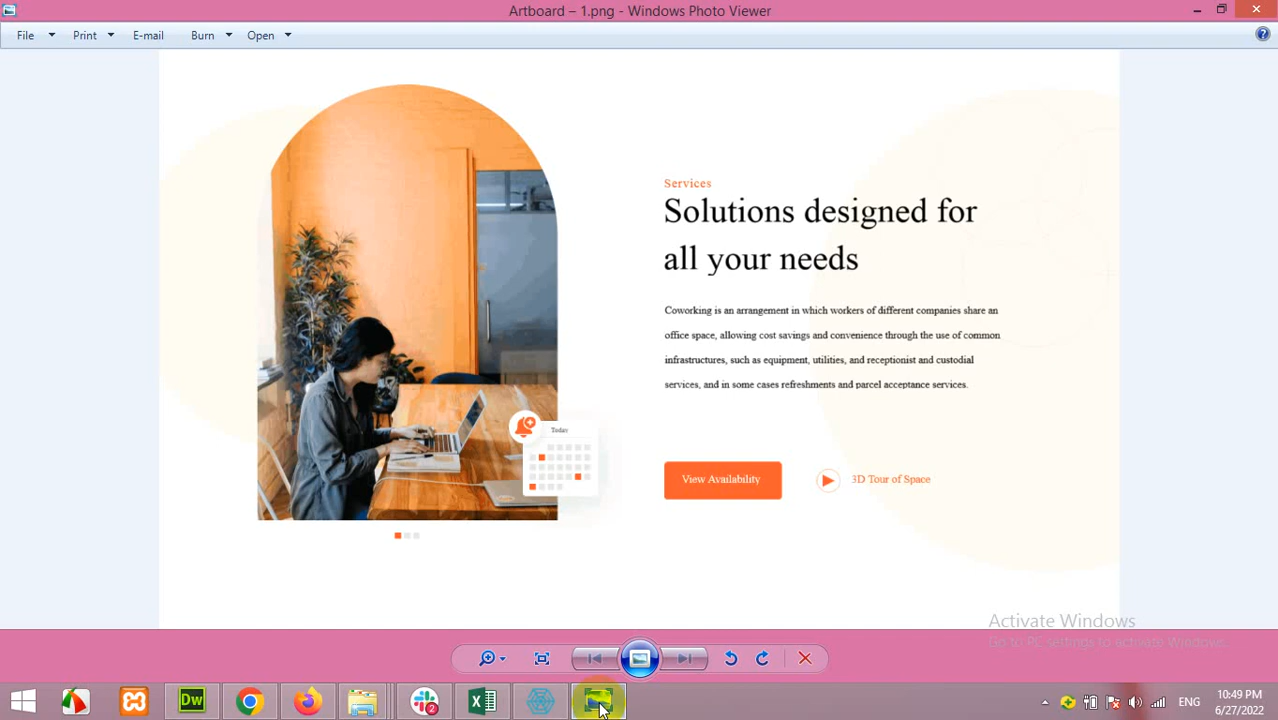 Artboard – 1.png - Windows Photo Viewer
File Print E-mail Burn Open
Services
Solutions designed for
all your needs
Coworking is an arrangement in which workers of different companies share an
office space, allowing cost savings and convenience through the use of common
infrastructures, such as equipment, utilities, and receptionist and custodial
services, and in some cases refreshments and parcel acceptance services.
Today
View Availability
3D Tour of Space
Activate Windows
Go to PC settings to activate Windows.
Dw
2
ENG
10:49 PM
6/27/2022